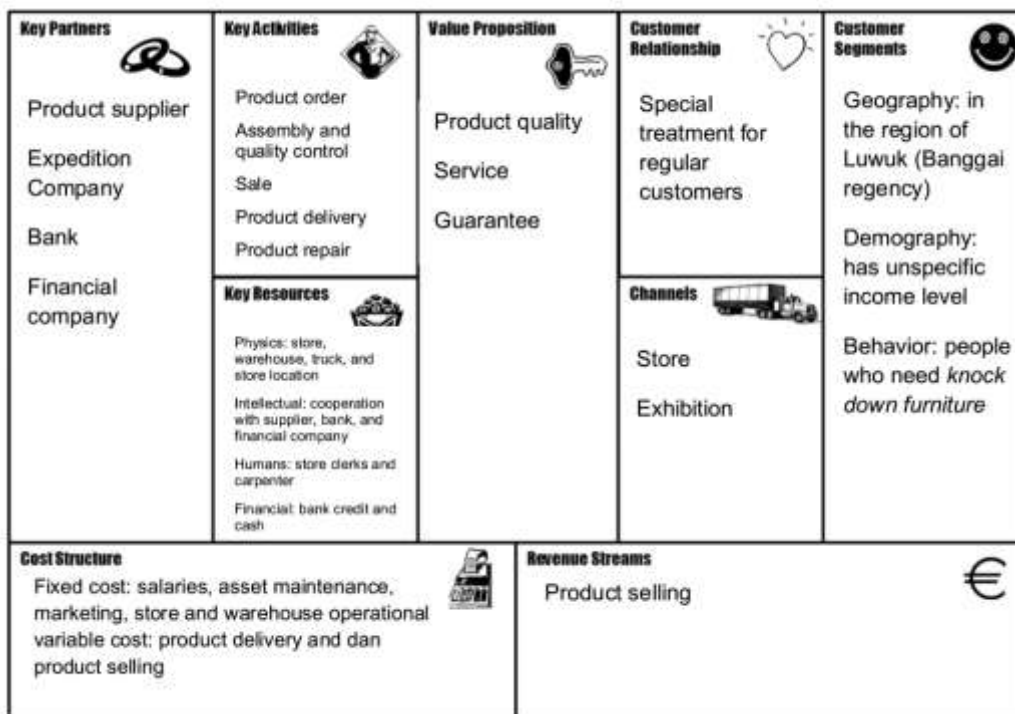 Key Partners
Product supplier
Expedition
Company
Bank
Financial
company
Key Activities
Product order
Assembly and
quality control
Sale
Product delivery
Product repair
Key Resources
Physics: store,
warehouse, truck, and
store location
Intellectual: cooperation
with supplier, bank, and
financial company
Humans: store clerks and
carpenter
Financial: bank credit and
cash
Value Proposition
Product quality
Service
Guarantee
Customer
Relationship
Special
treatment for
regular
customers
Channels
Store
Exhibition
Customer
Segments
Geography: in
the region of
Luwuk (Banggai
regency)
Demography:
has unspecific
income level
Behavior: people
who need knock
down furniture
Cost Structure
Fixed cost: salaries, asset maintenance,
marketing, store and warehouse operational
variable cost: product delivery and dan
product selling
Revenue Streams
€
Product selling